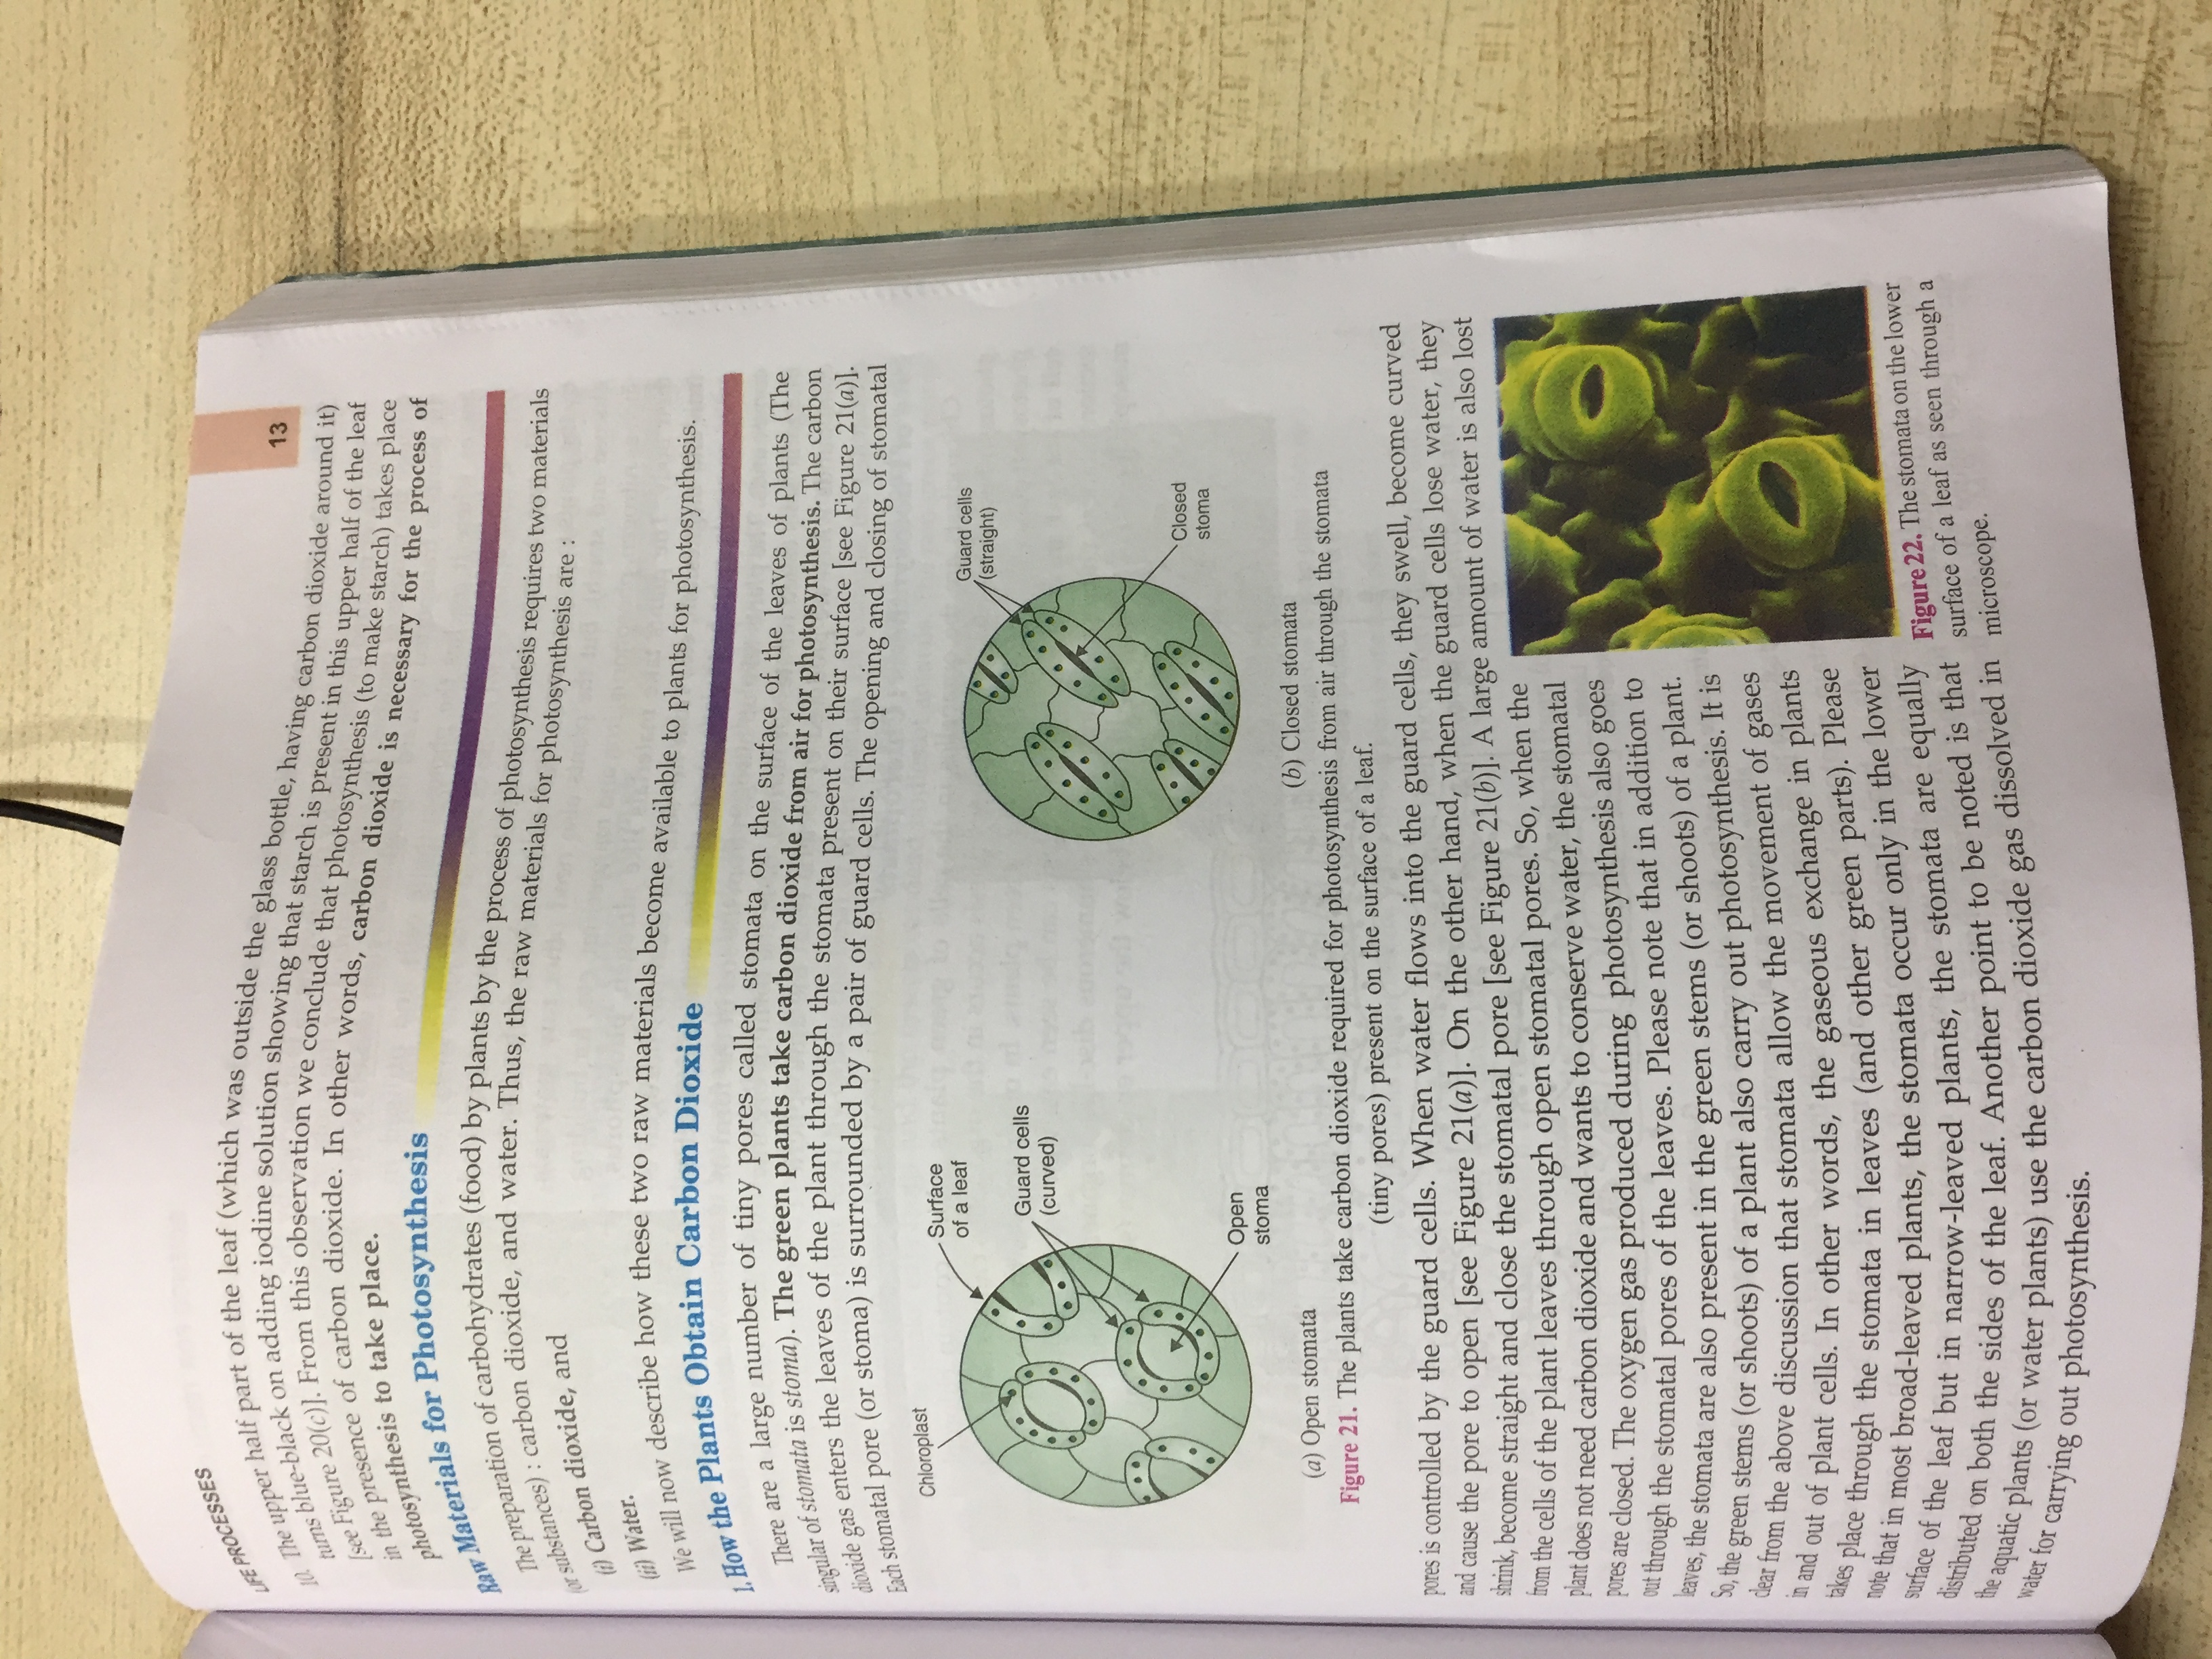 LIFE PROCESSES
13
10. The upper half part of the leaf (which was outside the glass bottle, having carbon dioxide around it)
turns blue-black on adding iodine solution showing that starch is present in this upper half of the leaf
[see Figure 20(c)]. From this observation we conclude that photosynthesis (to make starch) takes place
in the presence of carbon dioxide. In other words, carbon dioxide is necessary for the process of
photosynthesis to take place.
Raw Materials for Photosynthesis
The preparation of carbohydrates (food) by plants by the process of photosynthesis requires two materials
(or substances) : carbon dioxide, and water. Thus, the raw materials for photosynthesis are :
(i) Carbon dioxide, and
(ii) Water.
We will now describe how these two raw materials become available to plants for photosynthesis.
1. How the Plants Obtain Carbon Dioxide
There are a large number of tiny pores called stomata on the surface of the leaves of plants (The
singular of stomata is stoma). The green plants take carbon dioxide from air for photosynthesis. The carbon
dioxide gas enters the leaves of the plant through the stomata present on their surface [see Figure 21(a)].
Each stomatal pore (or stoma) is surrounded by a pair of guard cells. The opening and closing of stomatal
Chloroplast
Surface
of a leaf
Guard cells
(curved)
Open
stoma
(a) Open stomata
Guard cells
(straight)
Closed
stoma
(b) Closed stomata
Figure 21. The plants take carbon dioxide required for photosynthesis from air through the stomata
(tiny pores) present on the surface of a leaf.
pores is controlled by the guard cells. When water flows into the guard cells, they swell, become curved
and cause the pore to open [see Figure 21(a)]. On the other hand, when the guard cells lose water, they
shrink, become straight and close the stomatal pore [see Figure 21(b)]. A large amount of water is also lost
from the cells of the plant leaves through open stomatal pores. So, when the
plant does not need carbon dioxide and wants to conserve water, the stomatal
pores are closed. The oxygen gas produced during photosynthesis also goes
out through the stomatal pores of the leaves. Please note that in addition to
leaves, the stomata are also present in the green stems (or shoots) of a plant.
So, the green stems (or shoots) of a plant also carry out photosynthesis. It is
clear from the above discussion that stomata allow the movement of gases
in and out of plant cells. In other words, the gaseous exchange in plants
takes place through the stomata in leaves (and other green parts). Please
note that in most broad-leaved plants, the stomata occur only in the lower
surface of the leaf but in narrow-leaved plants, the stomata are equally
distributed on both the sides of the leaf. Another point to be noted is that
the aquatic plants (or water plants) use the carbon dioxide gas dissolved in
water for carrying out photosynthesis.
Figure 22. The stomata on the lower
surface of a leaf as seen through a
microscope.